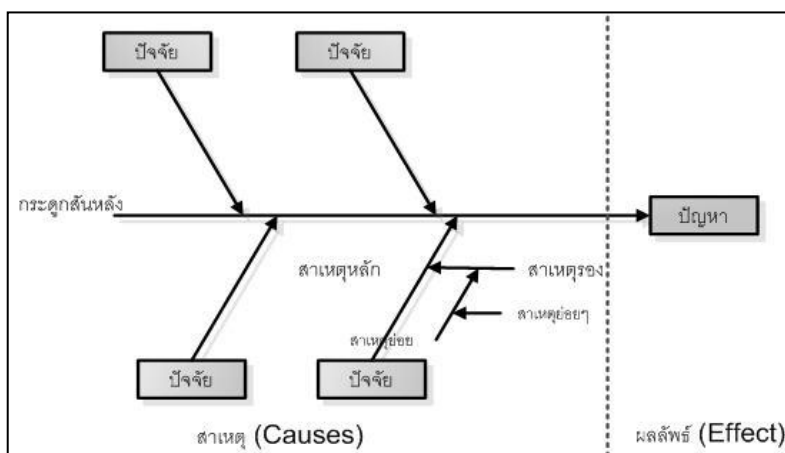 ปัจจัย
ปัจจัย
กระดูกสันหลัง
ปัญหา
สาเหตุหลัก
สาเหตุรอง
สาเหตุย่อยๆ
สาเหตุย่อย
ปัจจัย
ปัจจัย
สาเหตุ (Causes)
ผลลัพธ์ (Effect)